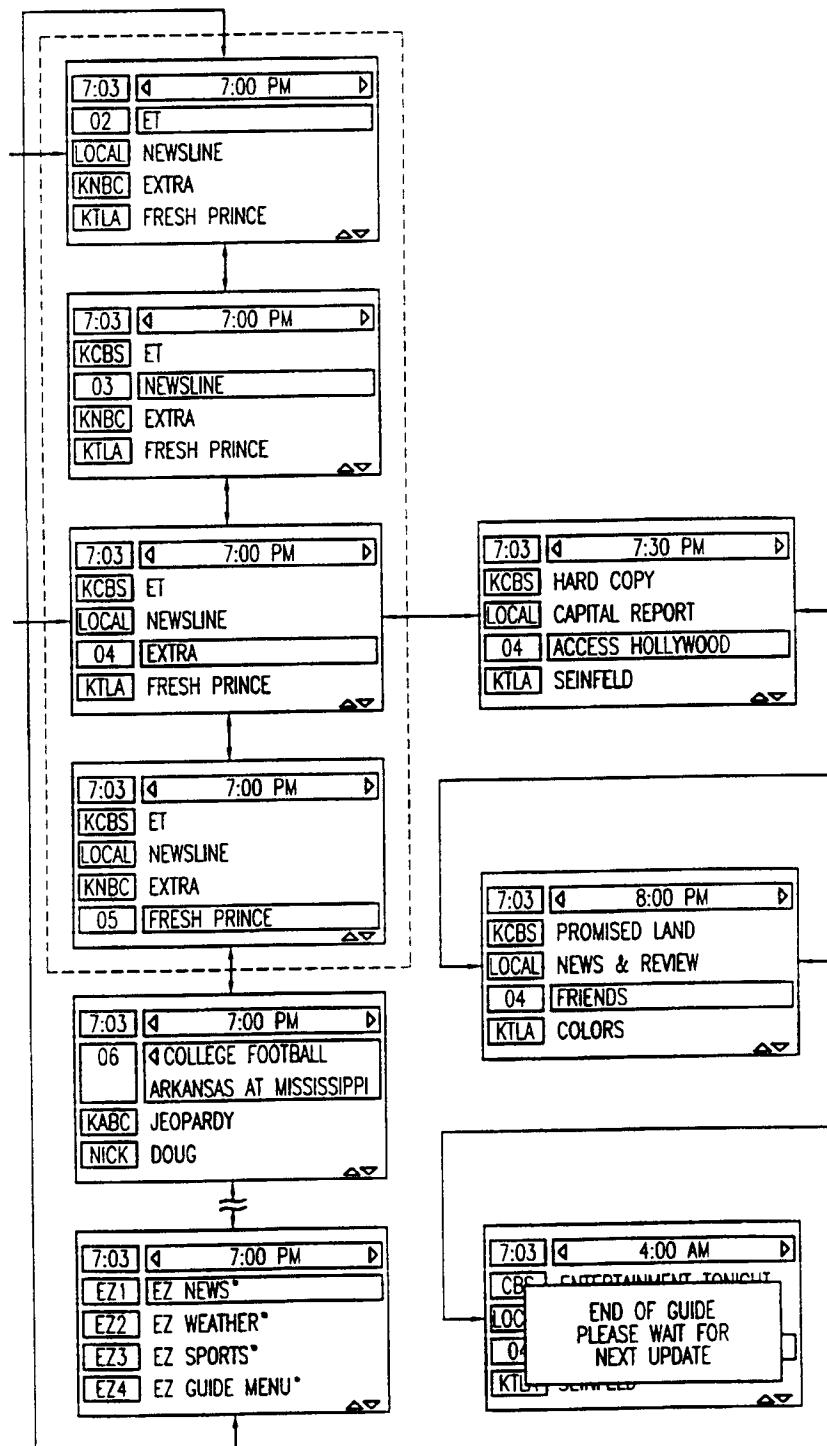 7:03 7:00 PM
02 ET
LOCAL NEWSLINE
KNBC EXTRA
KTLA FRESH PRINCE
7:03 7:00 PM
KCBS ET
03 NEWSLINE
KNBC EXTRA
KTLA FRESH PRINCE
7:03 7:00 PM
KCBS ET
LOCAL NEWSLINE
04 EXTRA
KTLA FRESH PRINCE
7:03 7:00 PM
KCBS ET
LOCAL NEWSLINE
KNBC EXTRA
05 FRESH PRINCE
7:03 7:00 PM
06 COLLEGE FOOTBALL
ARKANSAS AT MISSISSIPPI
KABC JEOPARDY
NICK DOUG
7:03 7:00 PM
EZ1 EZ NEWS*
EZ2 EZ WEATHER*
EZ3 EZ SPORTS*
EZ4 EZ GUIDE MENU*
7:03 7:30 PM
KCBS HARD COPY
LOCAL CAPITAL REPORT
04 ACCESS HOLLYWOOD
KTLA SEINFELD
7:03 8:00 PM
KCBS PROMISED LAND
LOCAL NEWS & REVIEW
04 FRIENDS
KTLA COLORS
7:03 4:00 AM
CBS ENTERTAINMENT TONIGHT
END OF GUIDE
PLEASE WAIT FOR
NEXT UPDATE
SEINFELD